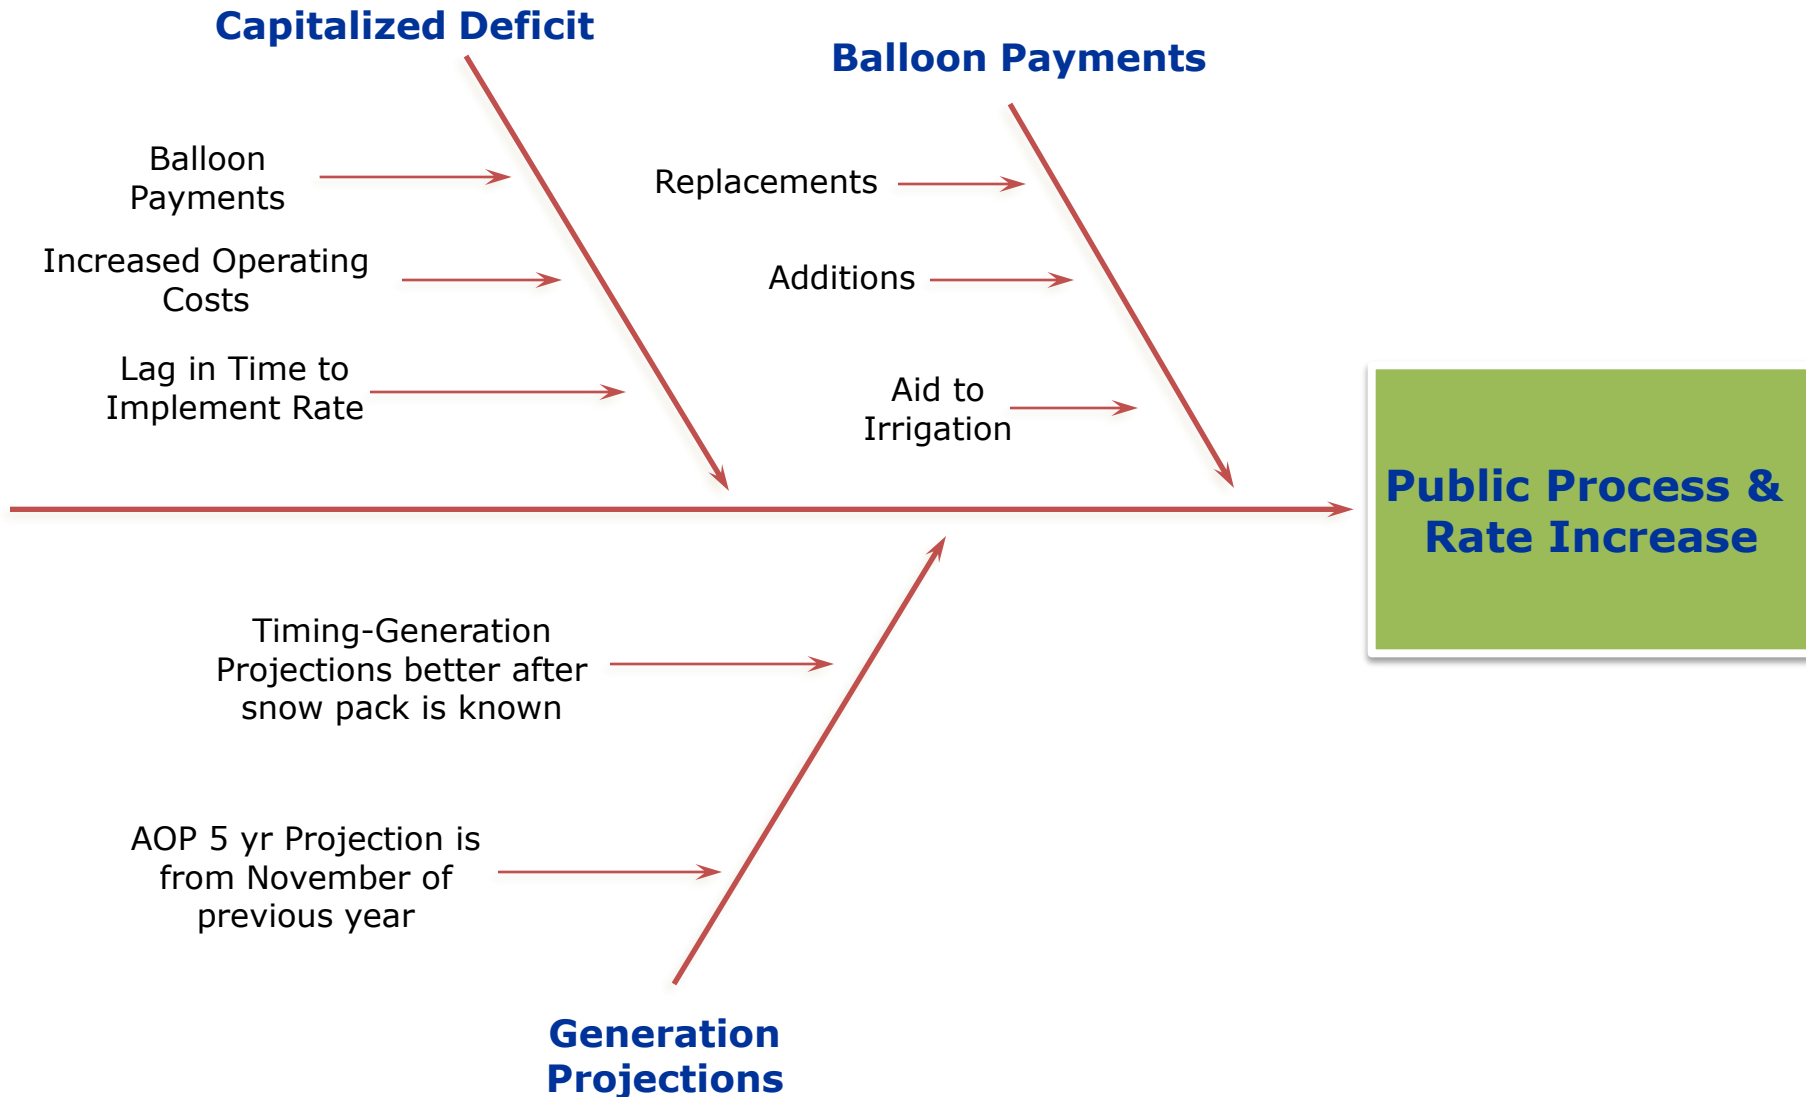 Capitalized Deficit
Balloon Payments
Balloon
Payments
Replacements
Increased Operating
Costs
Additions
Lag in Time to
Implement Rate
Aid to
Irrigation
Public Process &
Rate Increase
Timing-Generation
Projections better after
snow pack is known
AOP 5 yr Projection is
from November of
previous year
Generation
Projections